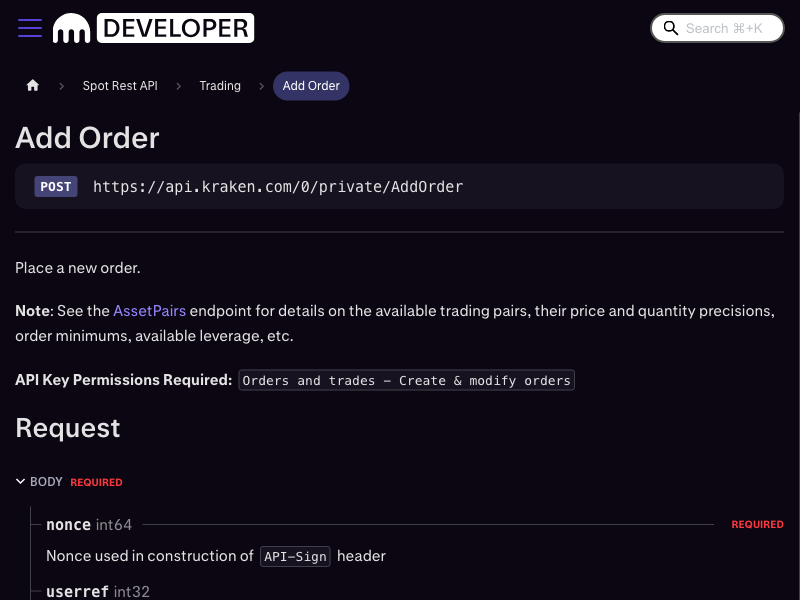 DEVELOPER Search ⌘+K
Spot Rest API Trading Add Order
Add Order
POST https://api.kraken.com/0/private/AddOrder
Place a new order.
Note: See the AssetPairs endpoint for details on the available trading pairs, their price and quantity precisions,
order minimums, available leverage, etc.
API Key Permissions Required: Orders and trades - Create & modify orders
Request
BODY REQUIRED
nonce int64 REQUIRED
Nonce used in construction of API-Sign header
userref int32